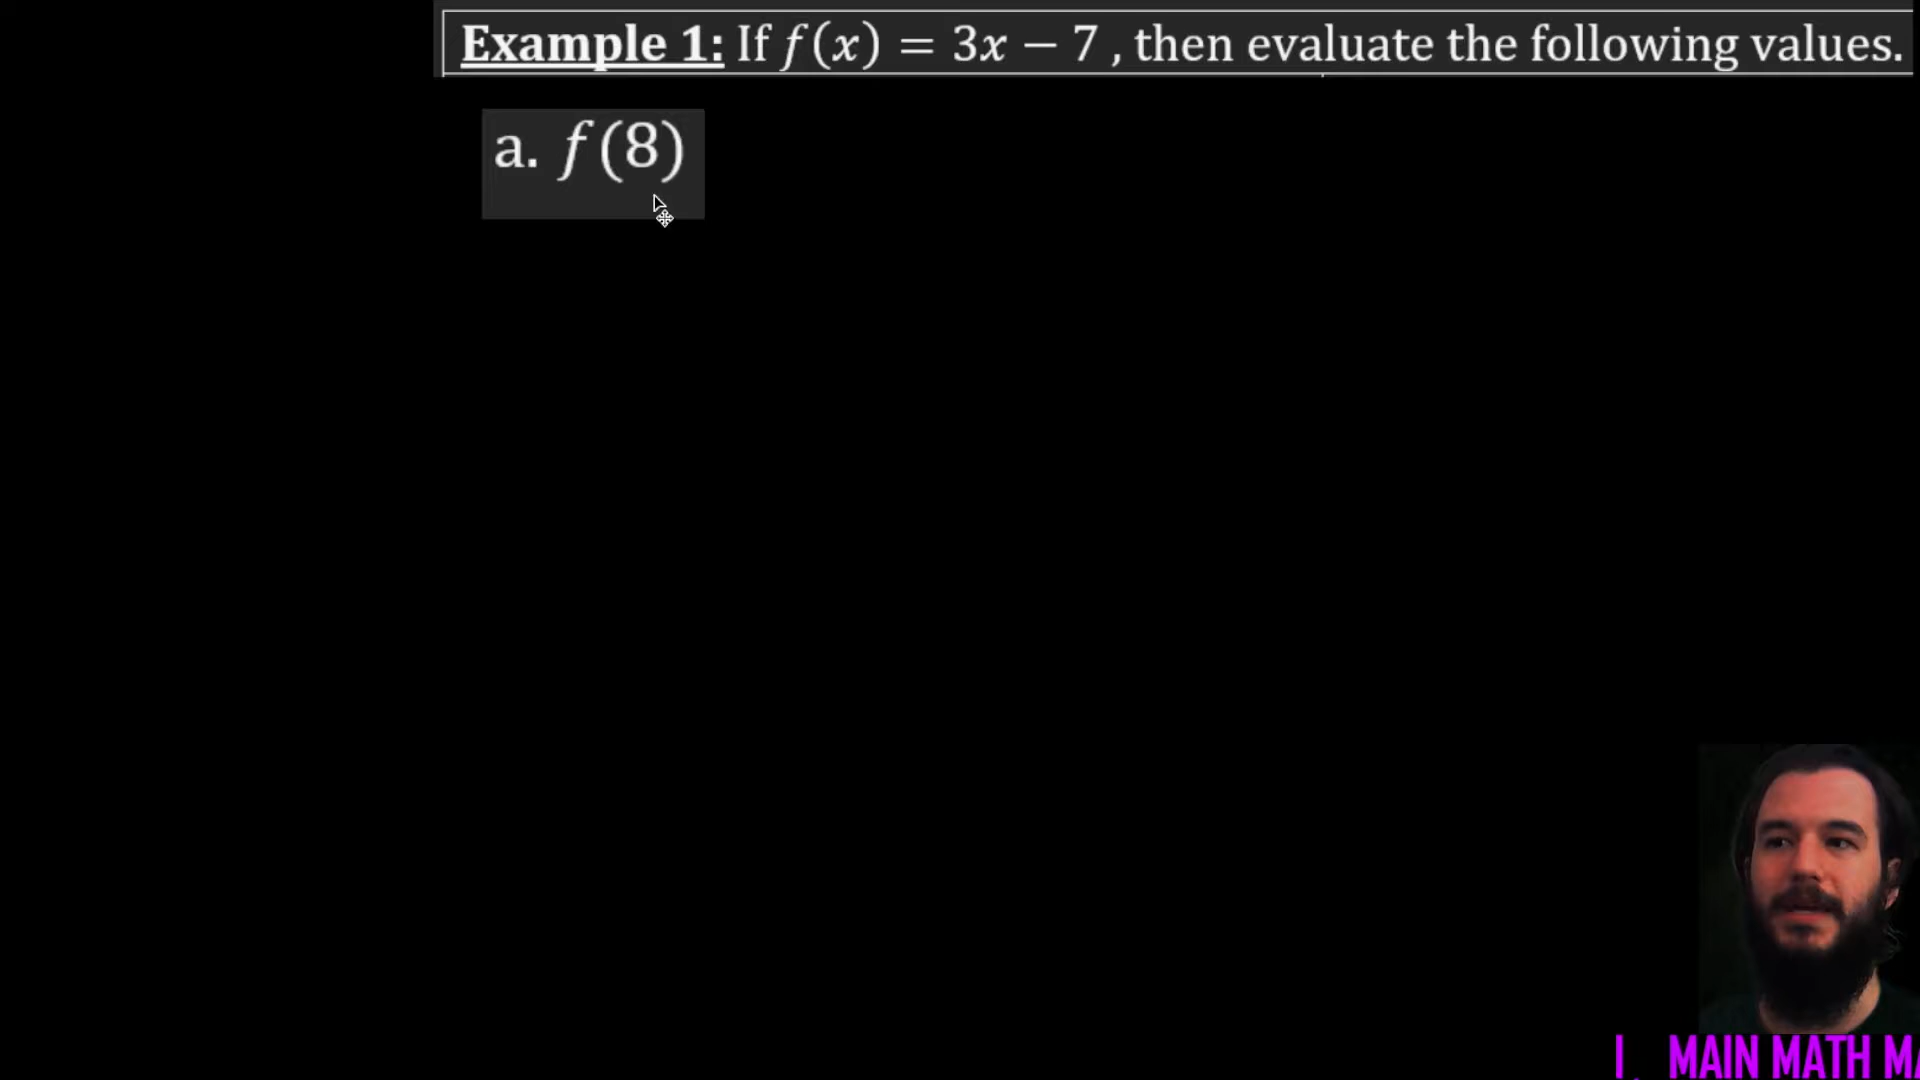 Example 1: If f(x) = 3x − 7 , then evaluate the following values.
a. f(8)
MAIN MATH